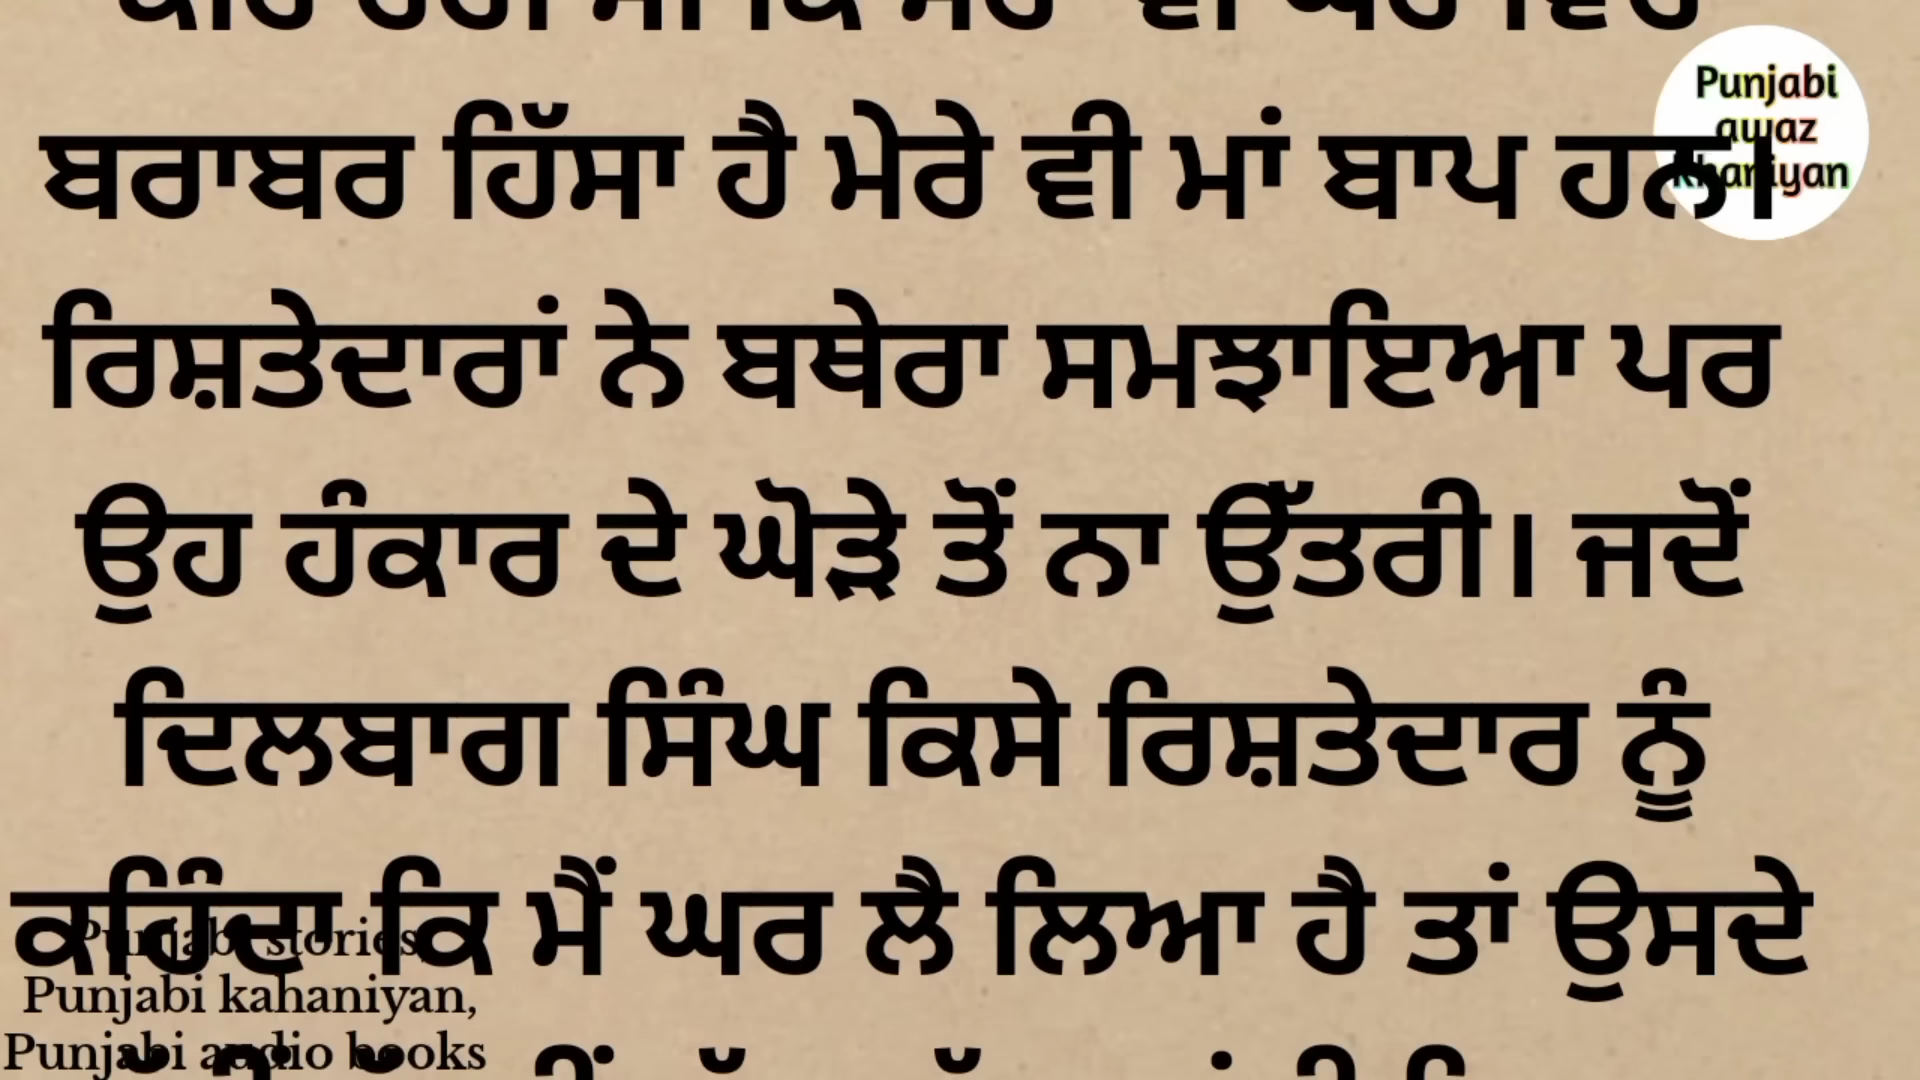 ਬਰਾਬਰ ਹਿੱਸਾ ਹੈ ਮੇਰੇ ਵੀ ਮਾਂ ਬਾਪ ਹਨ।
ਰਿਸ਼ਤੇਦਾਰਾਂ ਨੇ ਬਥੇਰਾ ਸਮਝਾਇਆ ਪਰ
ਉਹ ਹੰਕਾਰ ਦੇ ਘੋੜੇ ਤੋਂ ਨਾ ਉੱਤਰੀ। ਜਦੋਂ
ਦਿਲਬਾਗ ਸਿੰਘ ਕਿਸੇ ਰਿਸ਼ਤੇਦਾਰ ਨੂੰ
ਕਹਿੰਦਾ ਕਿ ਮੈਂ ਘਰ ਲੈ ਲਿਆ ਹੈ ਤਾਂ ਉਸਦੇ
Punjabi
awaz
khaniyan
Punjabi stories,
Punjabi kahaniyan,
Punjabi audio books